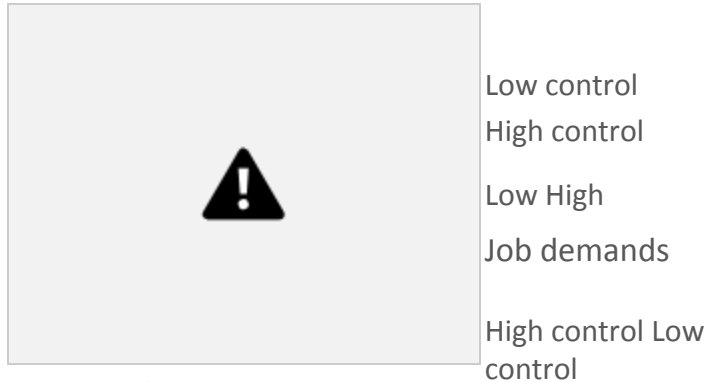 Low control
High control
Low High
Job demands
High control Low
control